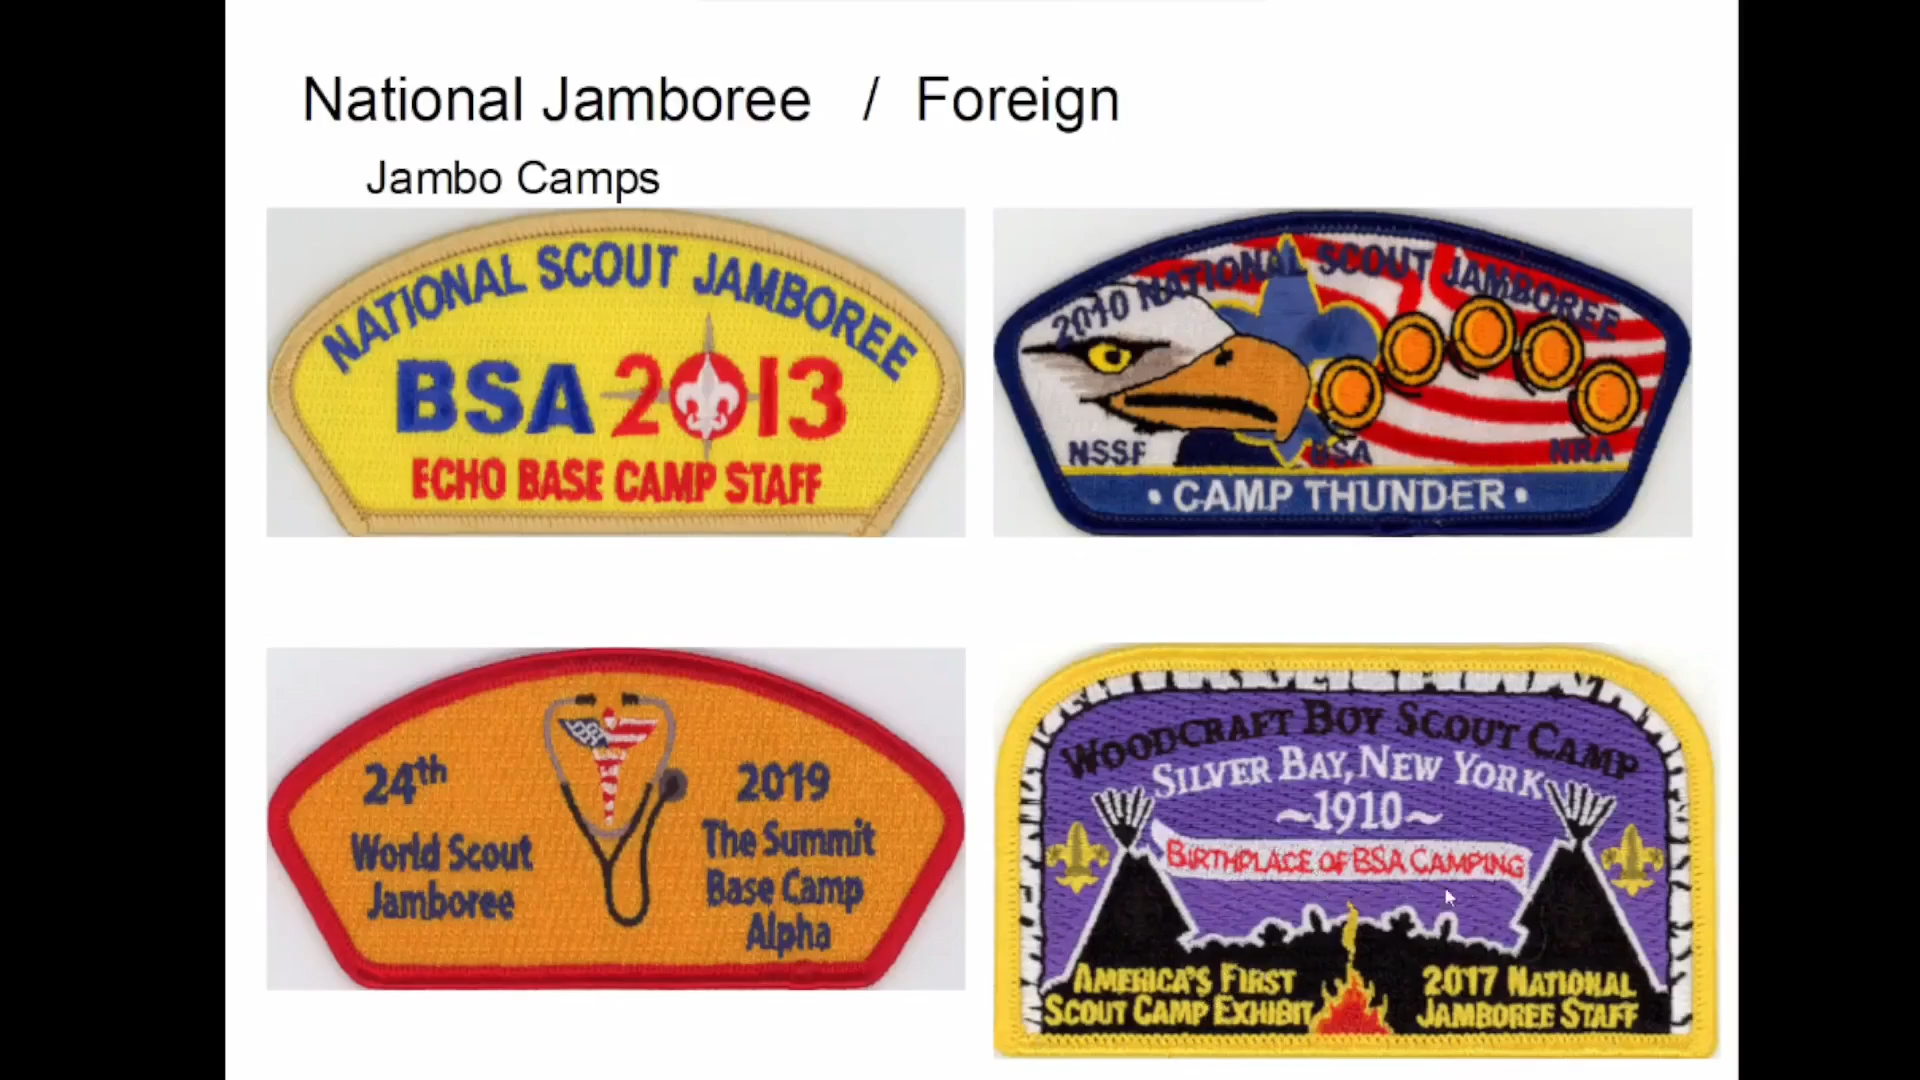 National Jamboree / Foreign
Jambo Camps
NATIONAL SCOUT JAMBOREE
BSA 2013
ECHO BASE CAMP STAFF
2010 NATIONAL SCOUT JAMBOREE
NSSF BSA NRA
• CAMP THUNDER •
24th
World Scout
Jamboree
2019
The Summit
Base Camp
Alpha
WOODCRAFT BOY SCOUT CAMP
SILVER BAY, NEW YORK
~1910~
BIRTHPLACE OF BSA CAMPING
AMERICA'S FIRST
SCOUT CAMP EXHIBIT
2017 NATIONAL
JAMBOREE STAFF